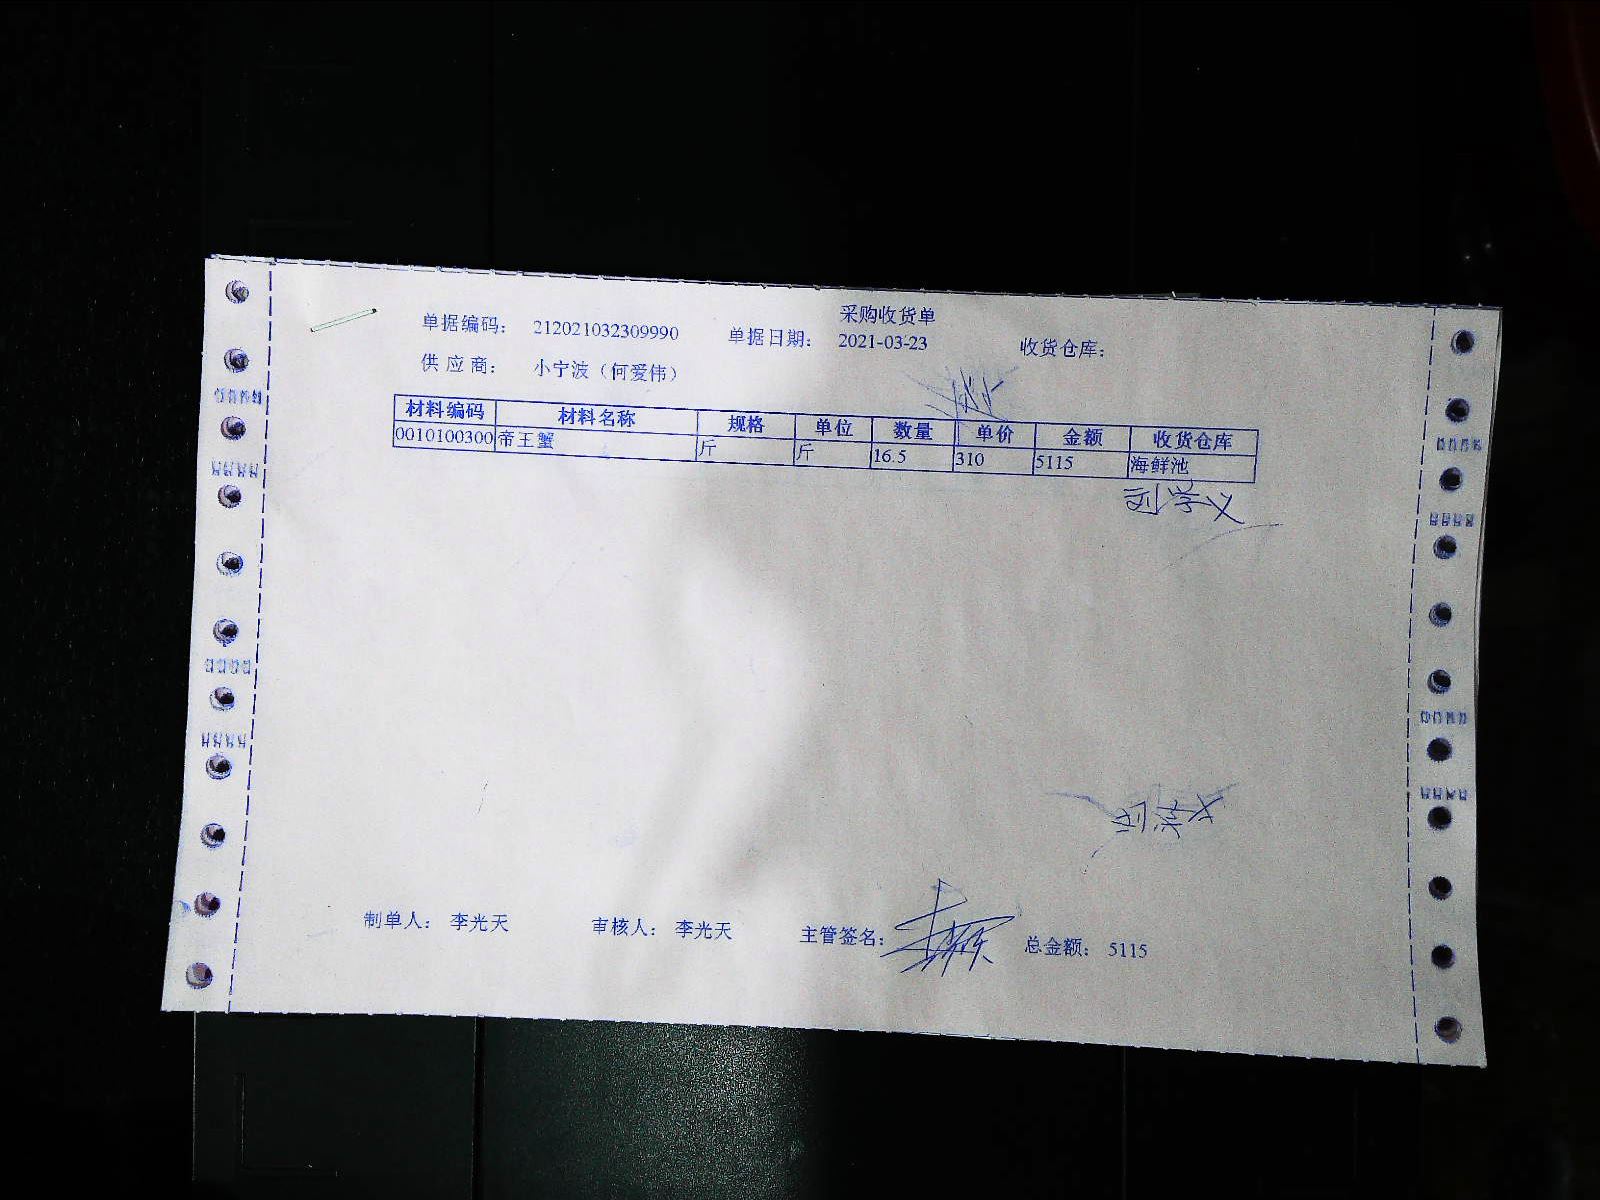 采购收货单
单据编码： 212021032309990 单据日期： 2021-03-23 收货仓库：
供 应 商： 小宁波（何爱伟）
材料编码 材料名称 规格 单位 数量 单价 金额 收货仓库
0010100300 帝王蟹 斤 斤 16.5 310 5115 海鲜池
刘学义
制单人： 李光天 审核人： 李光天 主管签名： 总金额： 5115